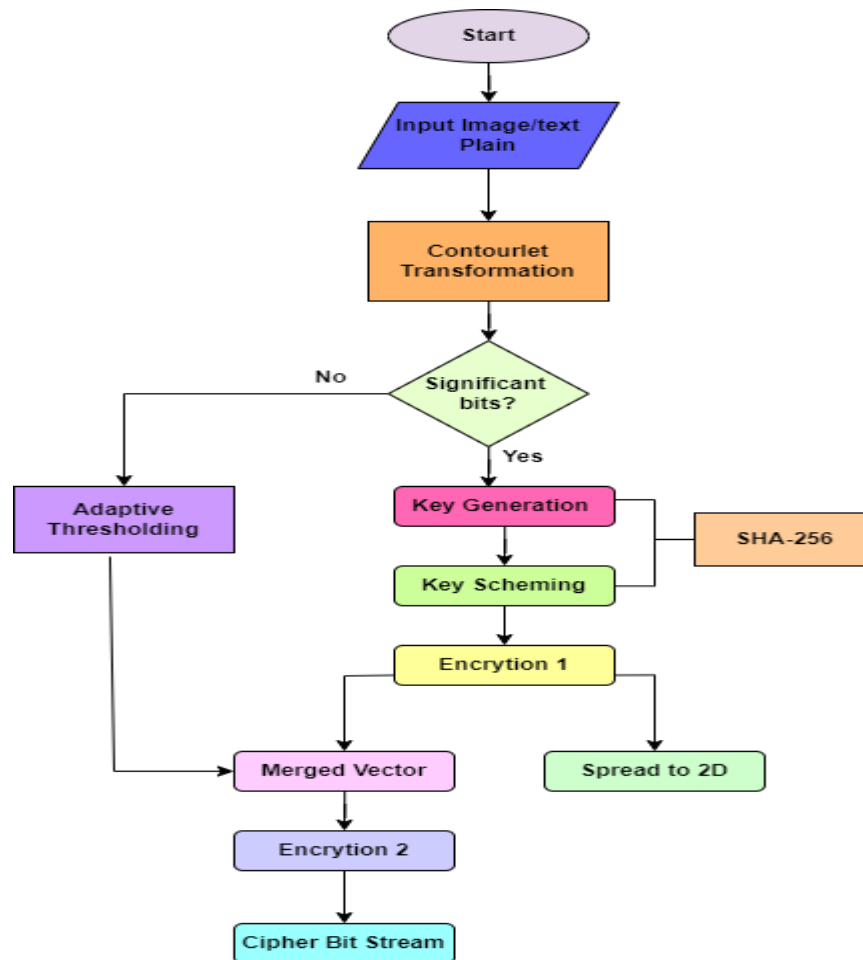 Start
Input Image/text
Plain
Contourlet
Transformation
No
Significant
bits?
Yes
Key Generation
Adaptive
Thresholding
SHA-256
Key Scheming
Encrytion 1
Merged Vector
Spread to 2D
Encrytion 2
Cipher Bit Stream